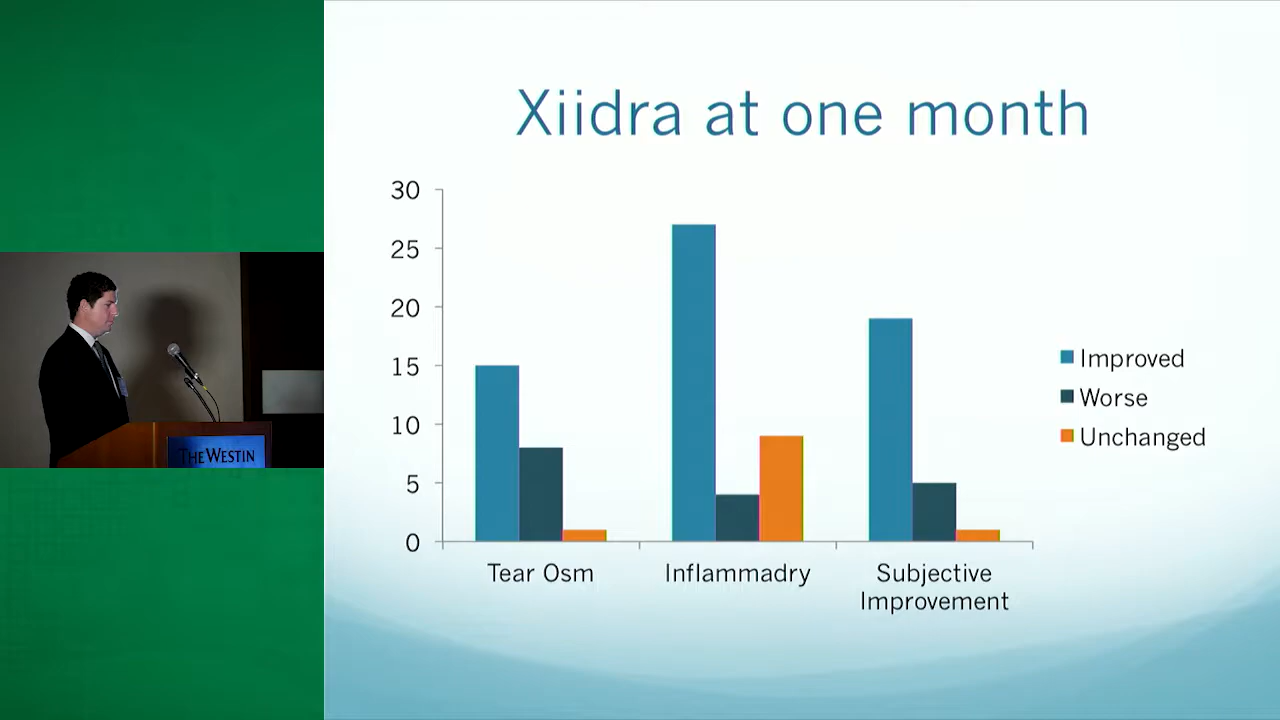 Xiidra at one month
30
25
20
15
10
5
0
Tear Osm
Inflammadry
Subjective
Improvement
Improved
Worse
Unchanged
THE WESTIN